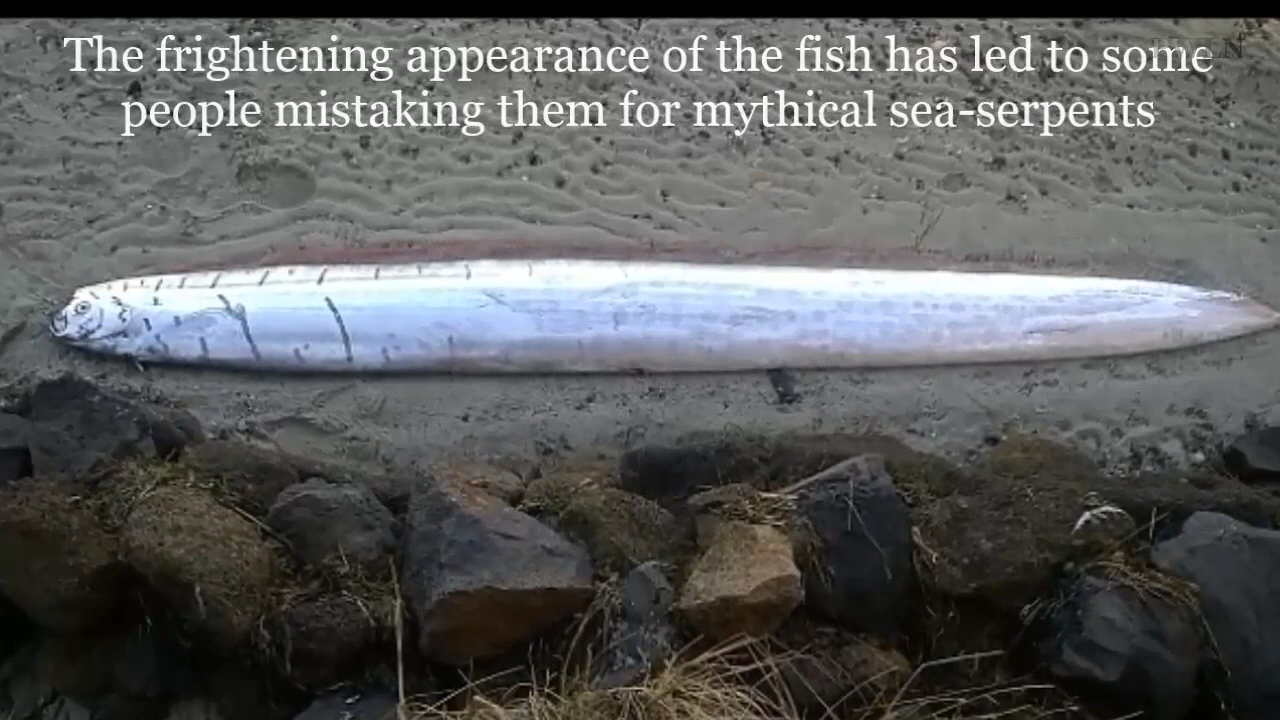 The frightening appearance of the fish has led to some
people mistaking them for mythical sea-serpents